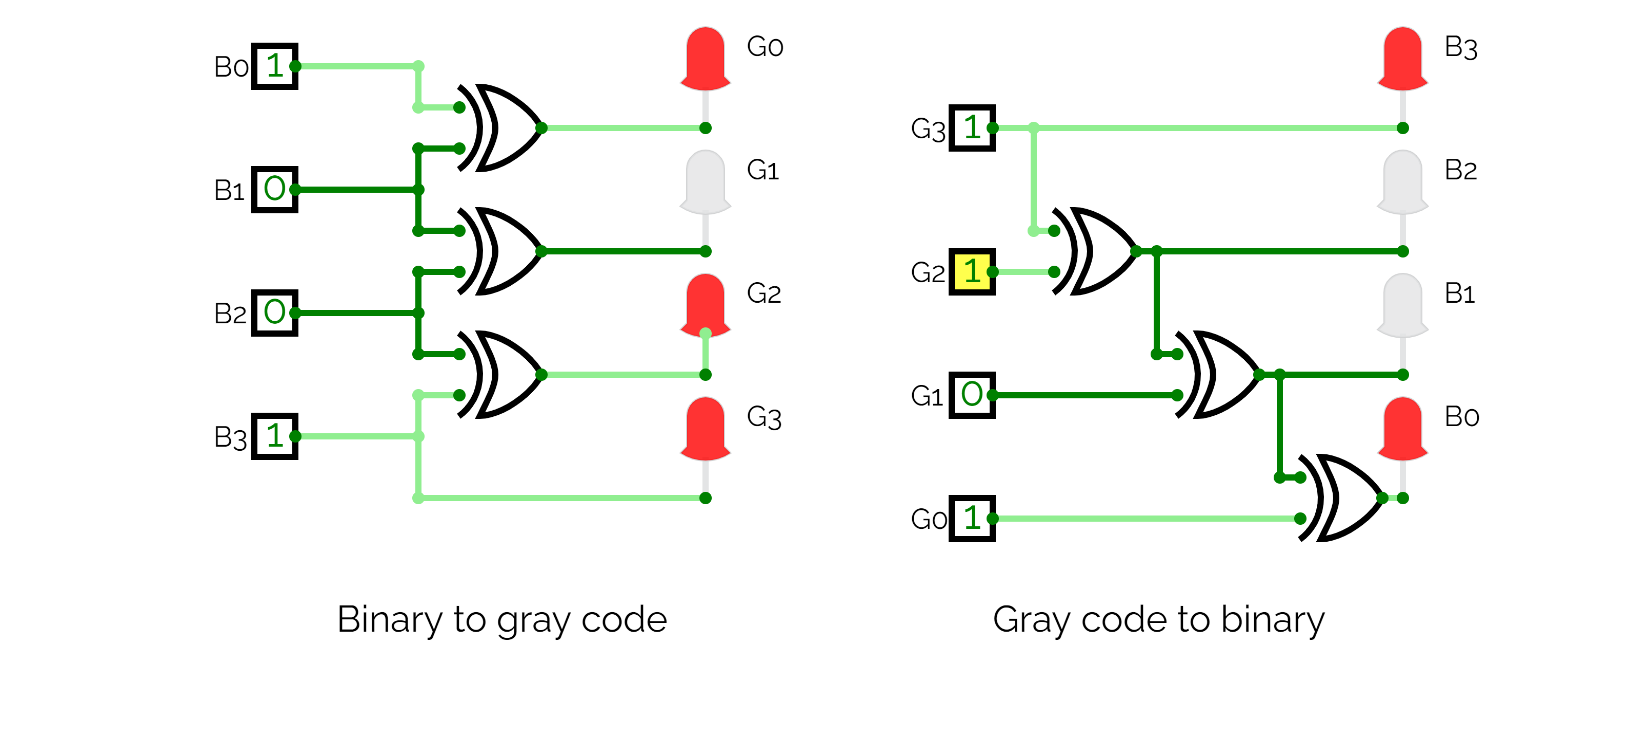 B0 1
B1 0
B2 0
B3 1
G0
G1
G2
G3
Binary to gray code
G3 1
G2 1
G1 0
G0 1
B3
B2
B1
B0
Gray code to binary